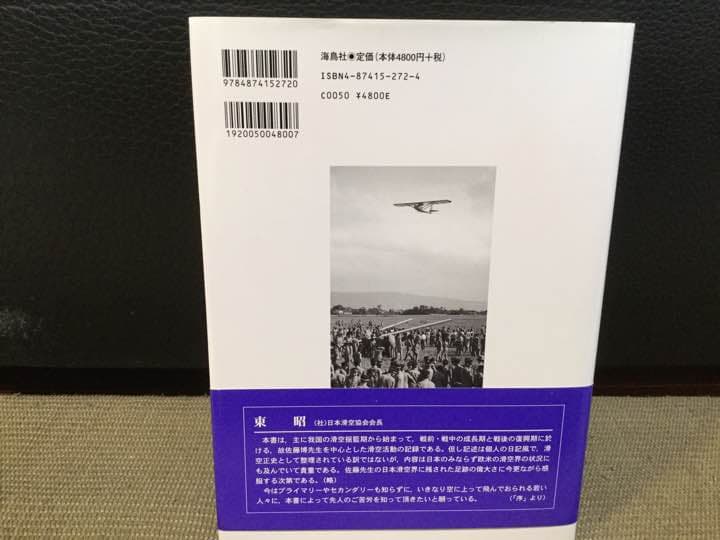 海鳥社◉定価(本体4800円+税)
ISBN4-87415-272-4
C0050 ¥4800E
9784874152720
1920050048007
東 昭 (社)日本滑空協会会長
本書は、主に我国の滑空揺籃期から始まって、戦前・戦中の成長期と戦後の復興期に於
ける、故佐藤博先生を中心とした滑空活動の記録である。但し記述は個人の日記風で、滑
空正史として整理されている訳ではないが、内容は日本のみならず欧米の滑空界の状況に
も及んでいて貴重である。佐藤先生の日本滑空界に残された足跡の偉大さに今更ながら感
服する次第である。(略)
今はプライマリーやセカンダリーも知らずに、いきなり空に上って飛んでおられる若い
人々に、本書によって先人のご苦労を知って頂きたいと願っている。 (「序」より)